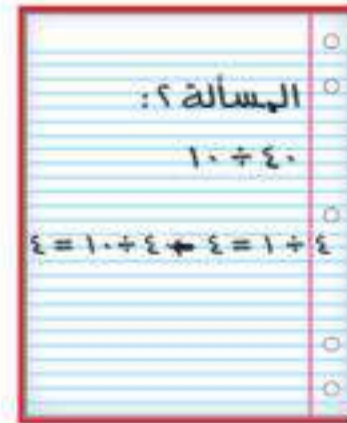 المسألة ٢:
٤٠ ÷ ١٠
٤ ÷ ١ = ٤ ← ٤ ÷ ١٠ = ٤